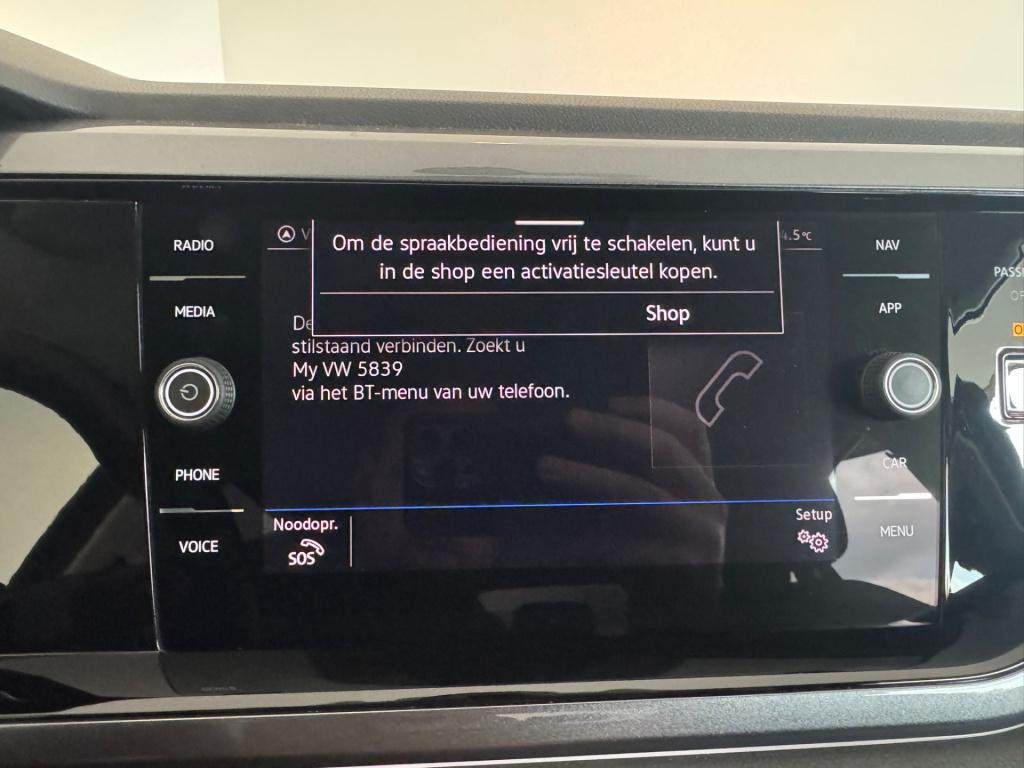 RADIO
MEDIA
PHONE
VOICE
Om de spraakbediening vrij te schakelen, kunt u
in de shop een activatiesleutel kopen.
Shop
.5°C
stilstaand verbinden. Zoekt u
My VW 5839
via het BT-menu van uw telefoon.
Noodopr.
SOS
Setup
NAV
APP
CAR
MENU